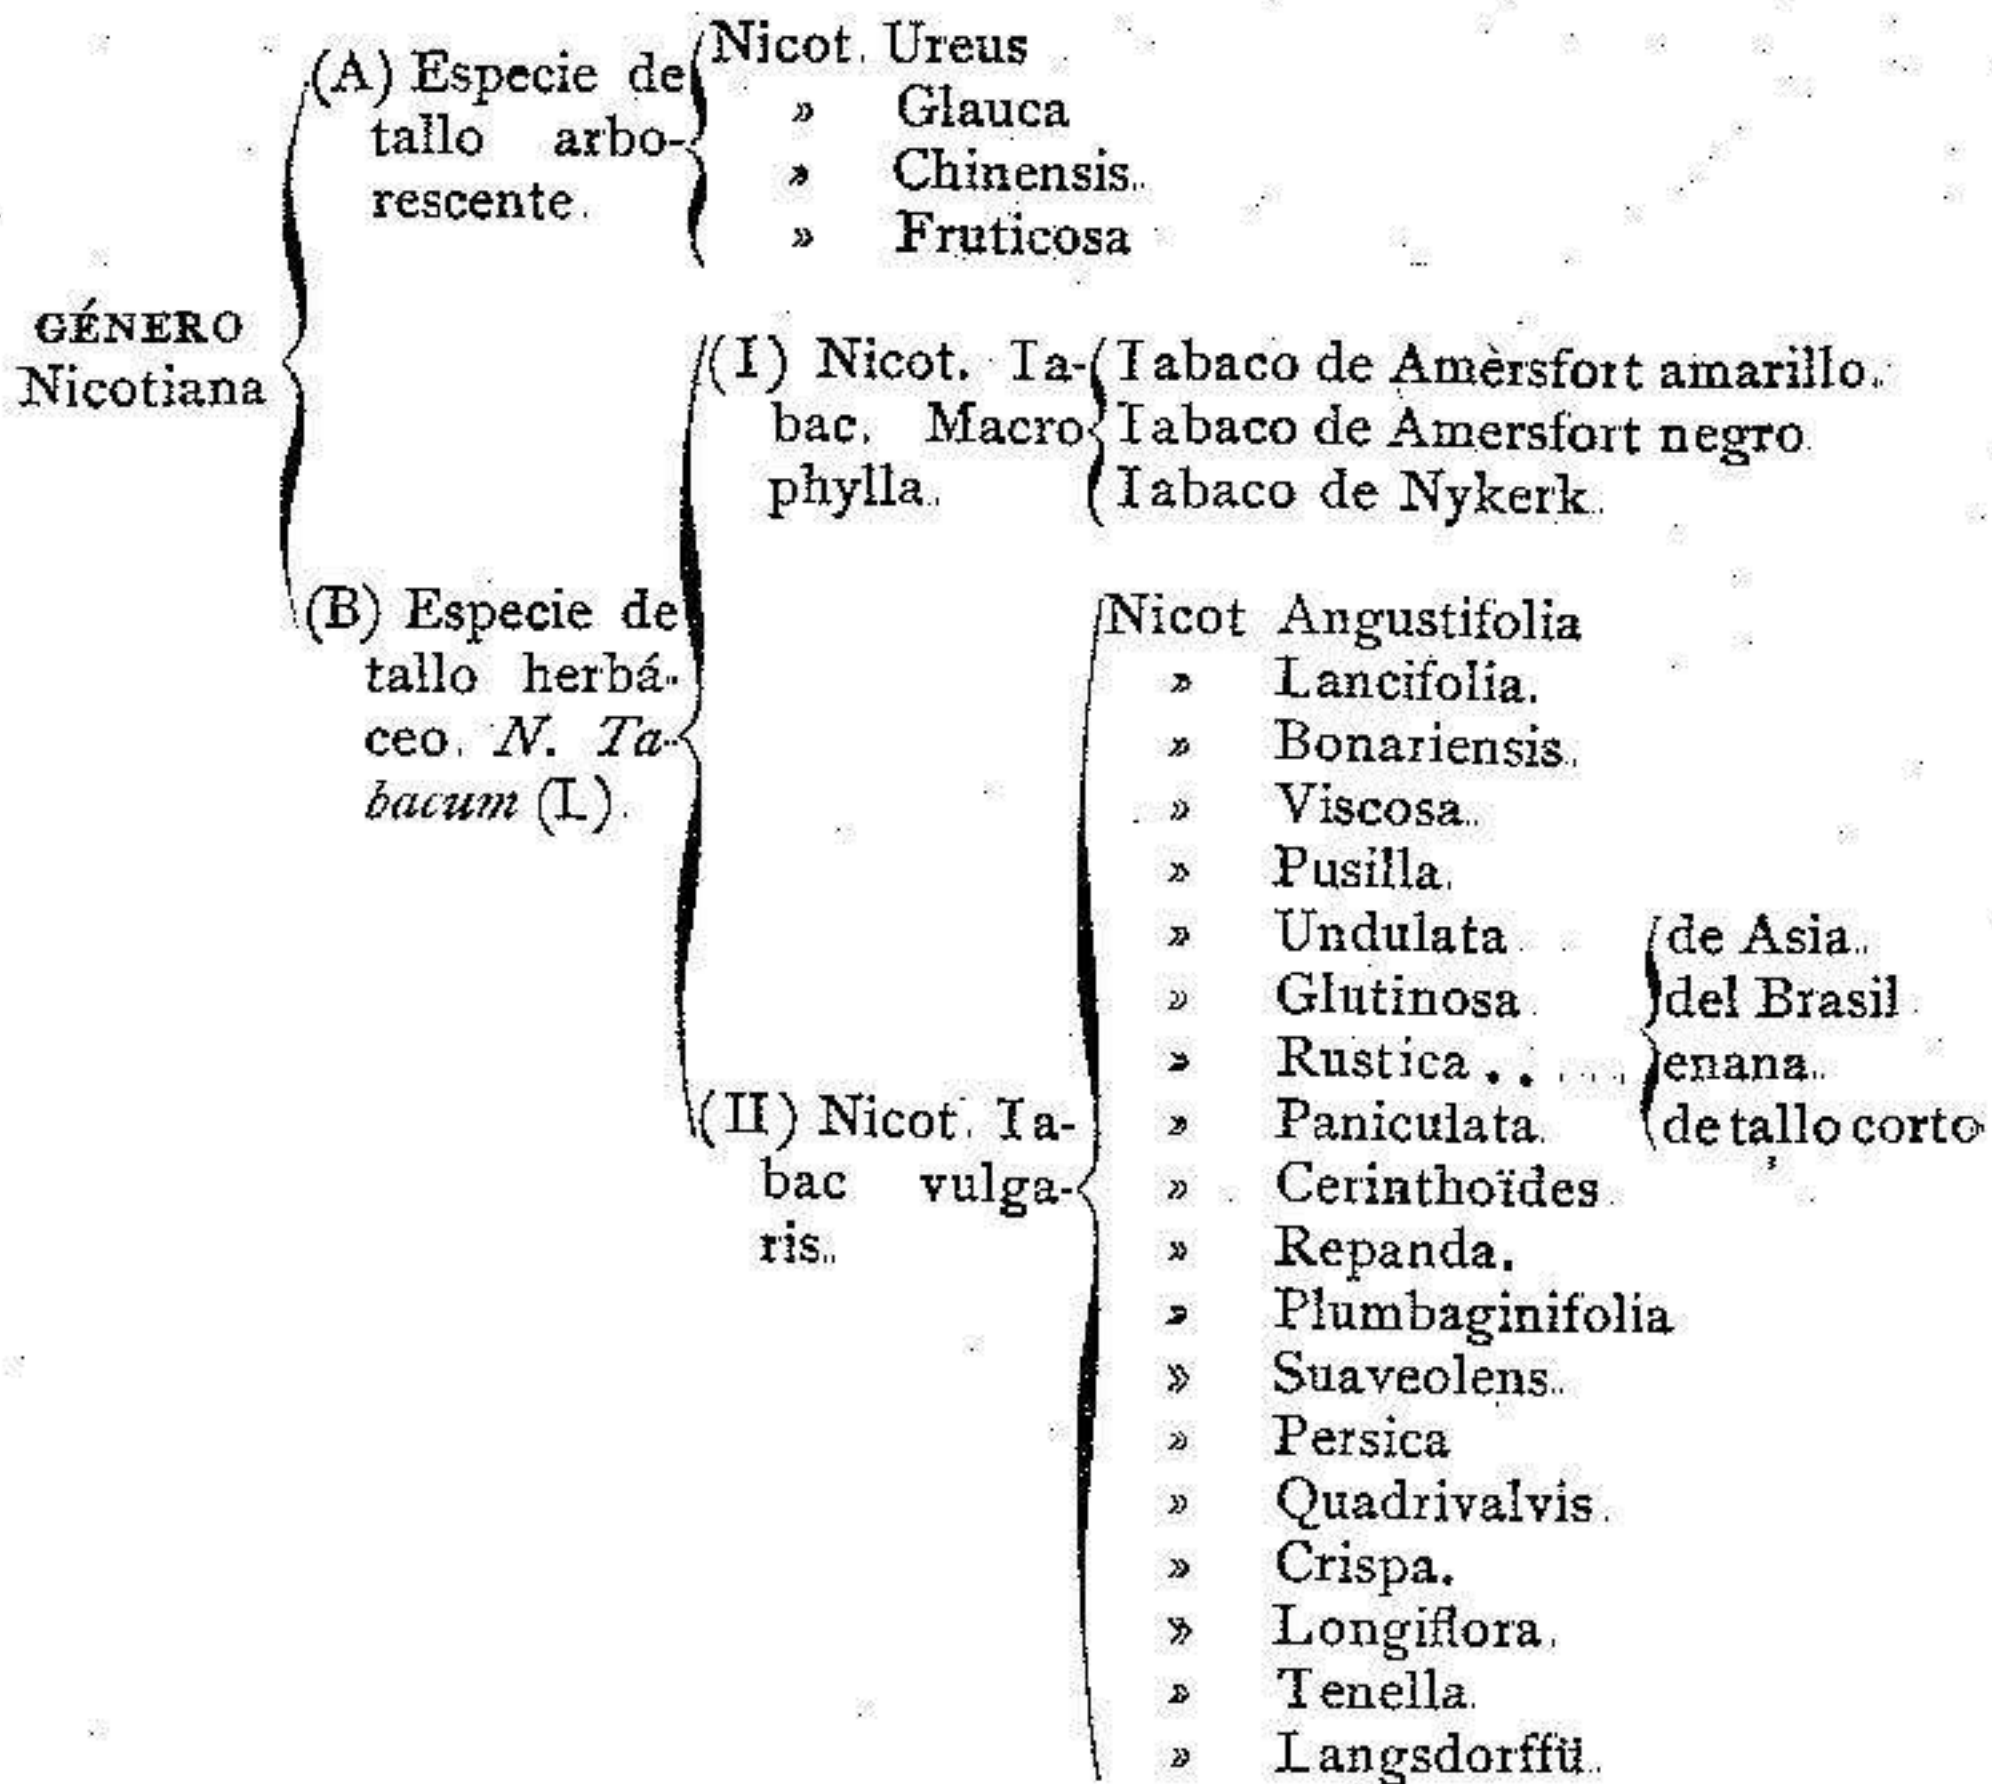 GÉNERO
Nicotiana
(A) Especie de
tallo arbo-
rescente.
Nicot. Ureus
» Glauca
» Chinensis.
» Fruticosa
(B) Especie de
tallo herbá-
ceo. N. Ta-
bacum (L).
(I) Nicot. Ta-
bac. Macro
phylla.
Tabaco de Amersfort amarillo.
Tabaco de Amersfort negro.
Tabaco de Nykerk.
(II) Nicot. Ta-
bac vulga-
ris.
Nicot Angustifolia
» Lancifolia.
» Bonariensis.
» Viscosa.
» Pusilla.
» Undulata
» Glutinosa.
» Rustica . . . . .
» Paniculata.
de Asia.
del Brasil
enana.
de tallo corto
» Cerinthoïdes
» Repanda.
» Plumbaginifolia
» Suaveolens.
» Persica
» Quadrivalvis.
» Crispa.
» Longiflora.
» Tenella.
» Langsdorffii.